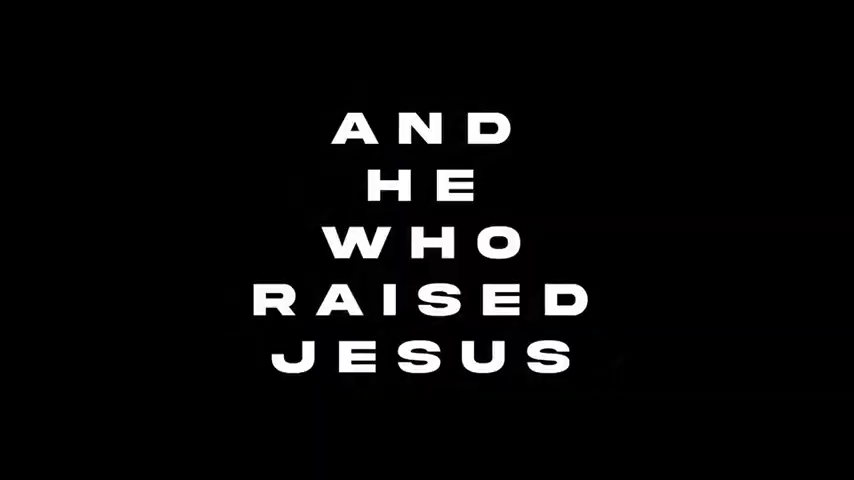 AND
HE
WHO
RAISED
JESUS